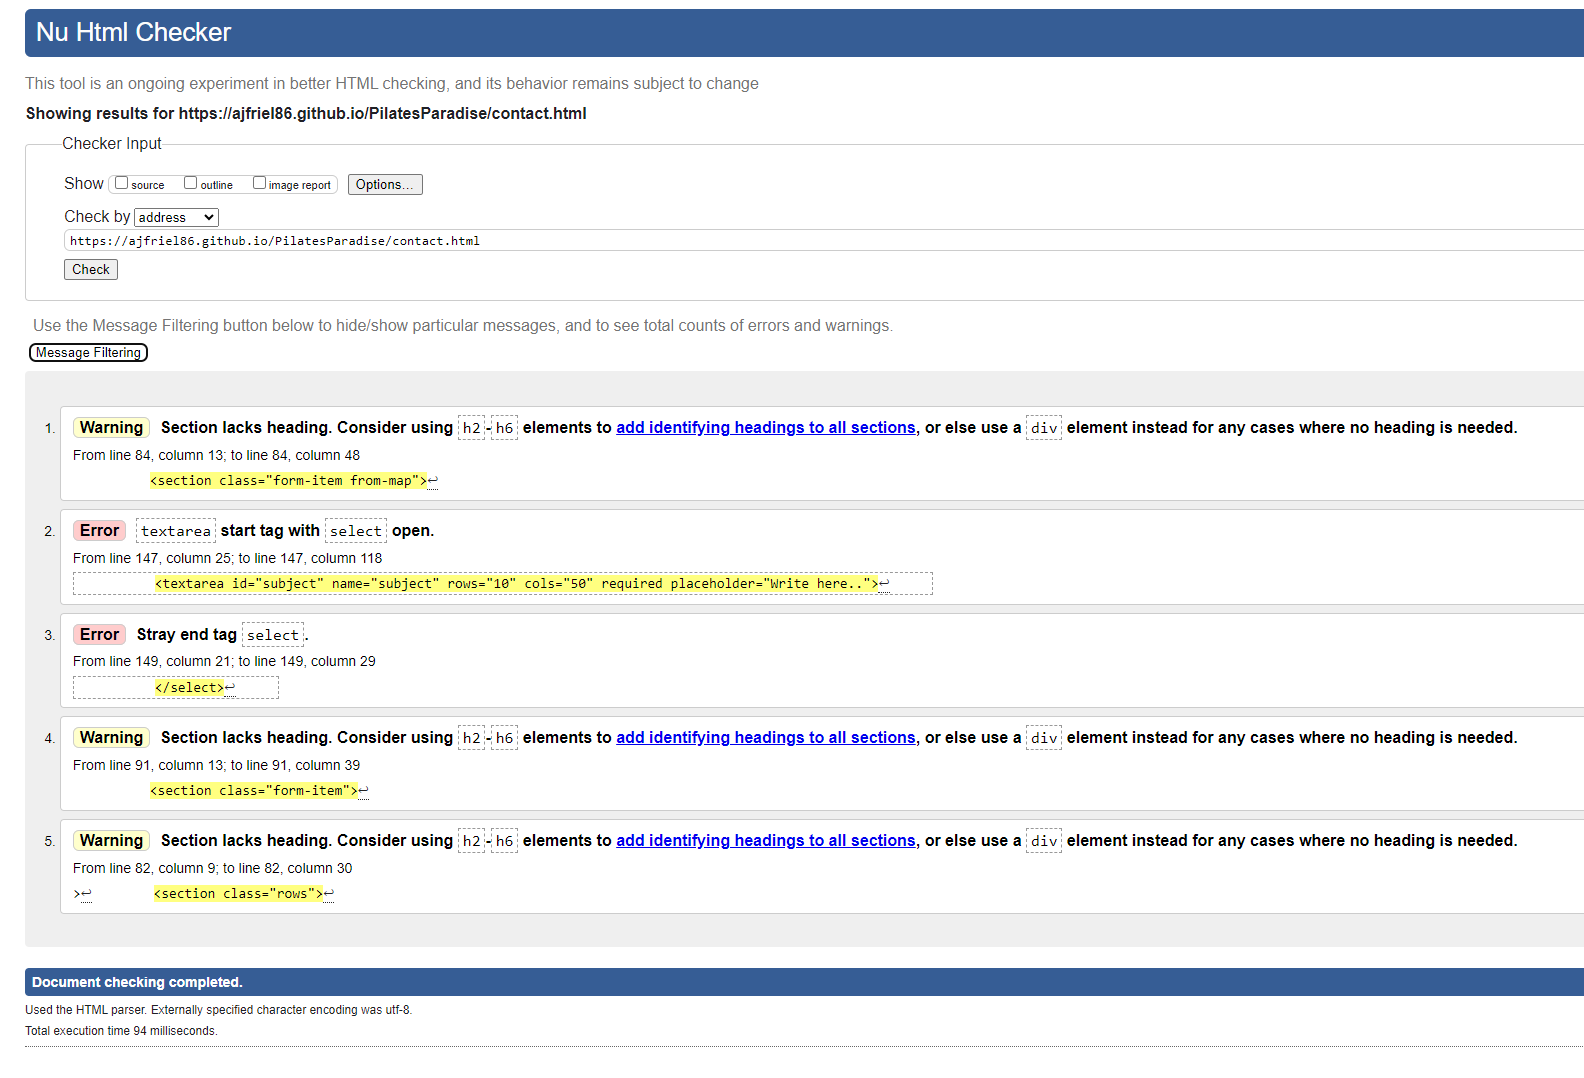 Nu Html Checker
This tool is an ongoing experiment in better HTML checking, and its behavior remains subject to change
Showing results for https://ajfriel86.github.io/PilatesParadise/contact.html
Checker Input
Show source outline image report Options...
Check by address
https://ajfriel86.github.io/PilatesParadise/contact.html
Check
Use the Message Filtering button below to hide/show particular messages, and to see total counts of errors and warnings.
Message Filtering
1. Warning Section lacks heading. Consider using h2-h6 elements to add identifying headings to all sections, or else use a div element instead for any cases where no heading is needed.
From line 84, column 13; to line 84, column 48
<section class="form-item from-map">↩
2. Error textarea start tag with select open.
From line 147, column 25; to line 147, column 118
<textarea id="subject" name="subject" rows="10" cols="50" required placeholder="Write here..">↩
3. Error Stray end tag select.
From line 149, column 21; to line 149, column 29
</select>↩
4. Warning Section lacks heading. Consider using h2-h6 elements to add identifying headings to all sections, or else use a div element instead for any cases where no heading is needed.
From line 91, column 13; to line 91, column 39
<section class="form-item">↩
5. Warning Section lacks heading. Consider using h2-h6 elements to add identifying headings to all sections, or else use a div element instead for any cases where no heading is needed.
From line 82, column 9; to line 82, column 30
>↩ <section class="rows">↩
Document checking completed.
Used the HTML parser. Externally specified character encoding was utf-8.
Total execution time 94 milliseconds.